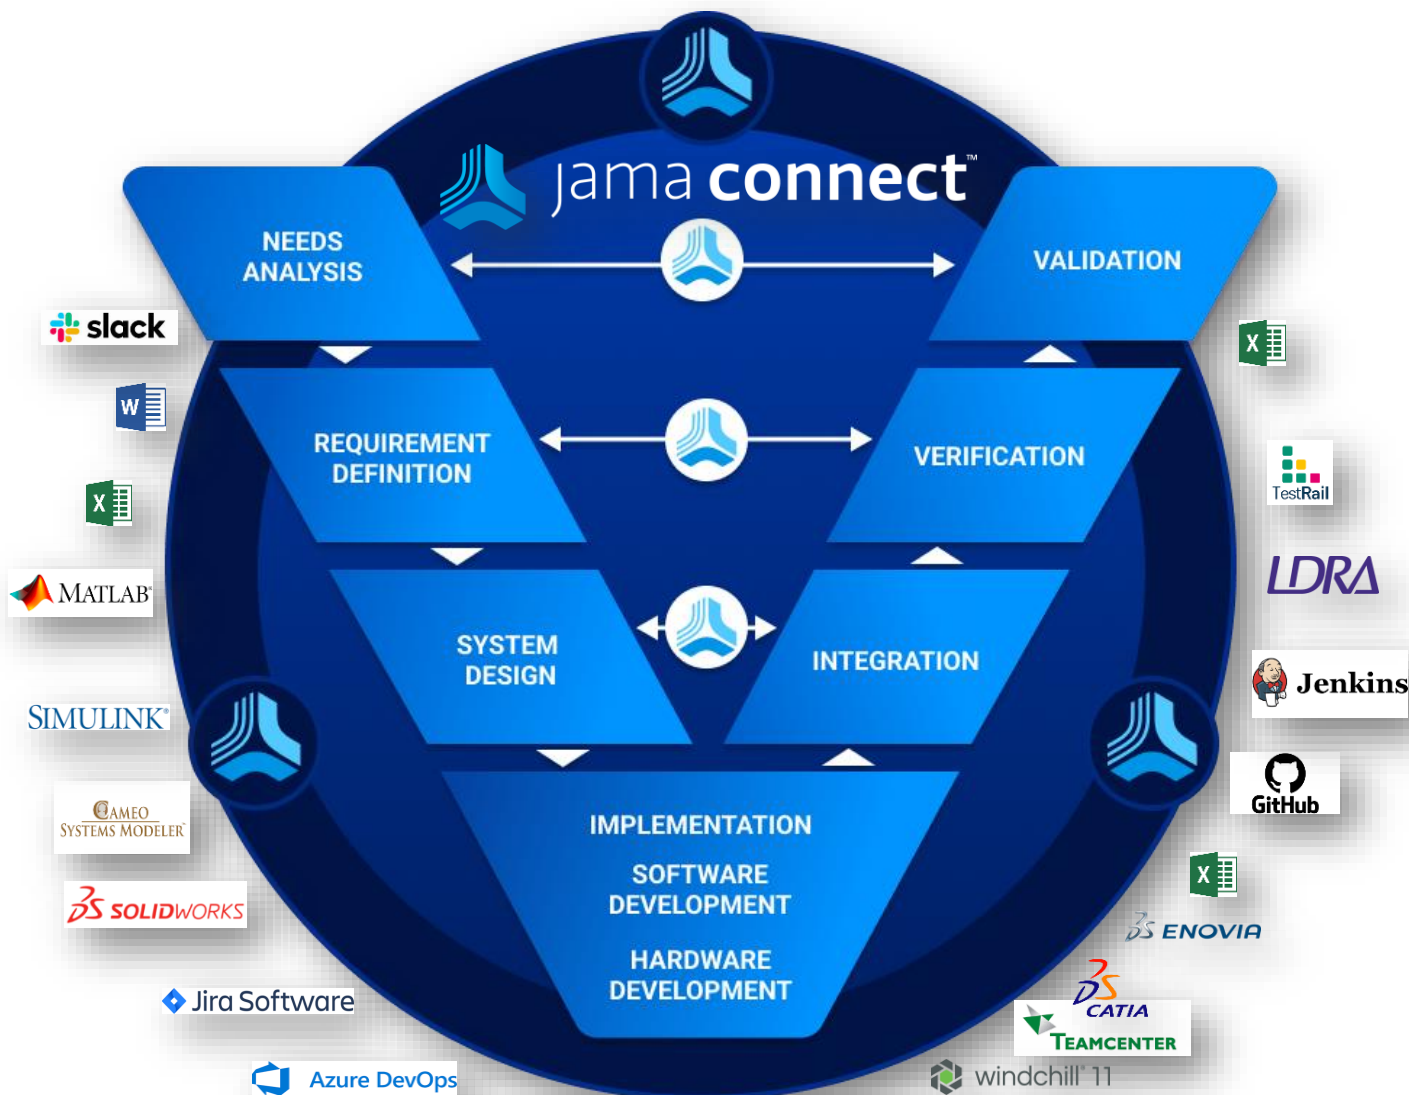 jama connect™
NEEDS
ANALYSIS
VALIDATION
slack
X
W
REQUIREMENT
DEFINITION
VERIFICATION
TestRail
X
MATLAB®
LDRA
SYSTEM
DESIGN
INTEGRATION
Jenkins
SIMULINK®
GitHub
CAMEO
SYSTEMS MODELER™
IMPLEMENTATION
SOFTWARE
DEVELOPMENT
X
SOLIDWORKS
ENOVIA
HARDWARE
DEVELOPMENT
Jira Software
CATIA
TEAMCENTER
Azure DevOps
windchill® 11